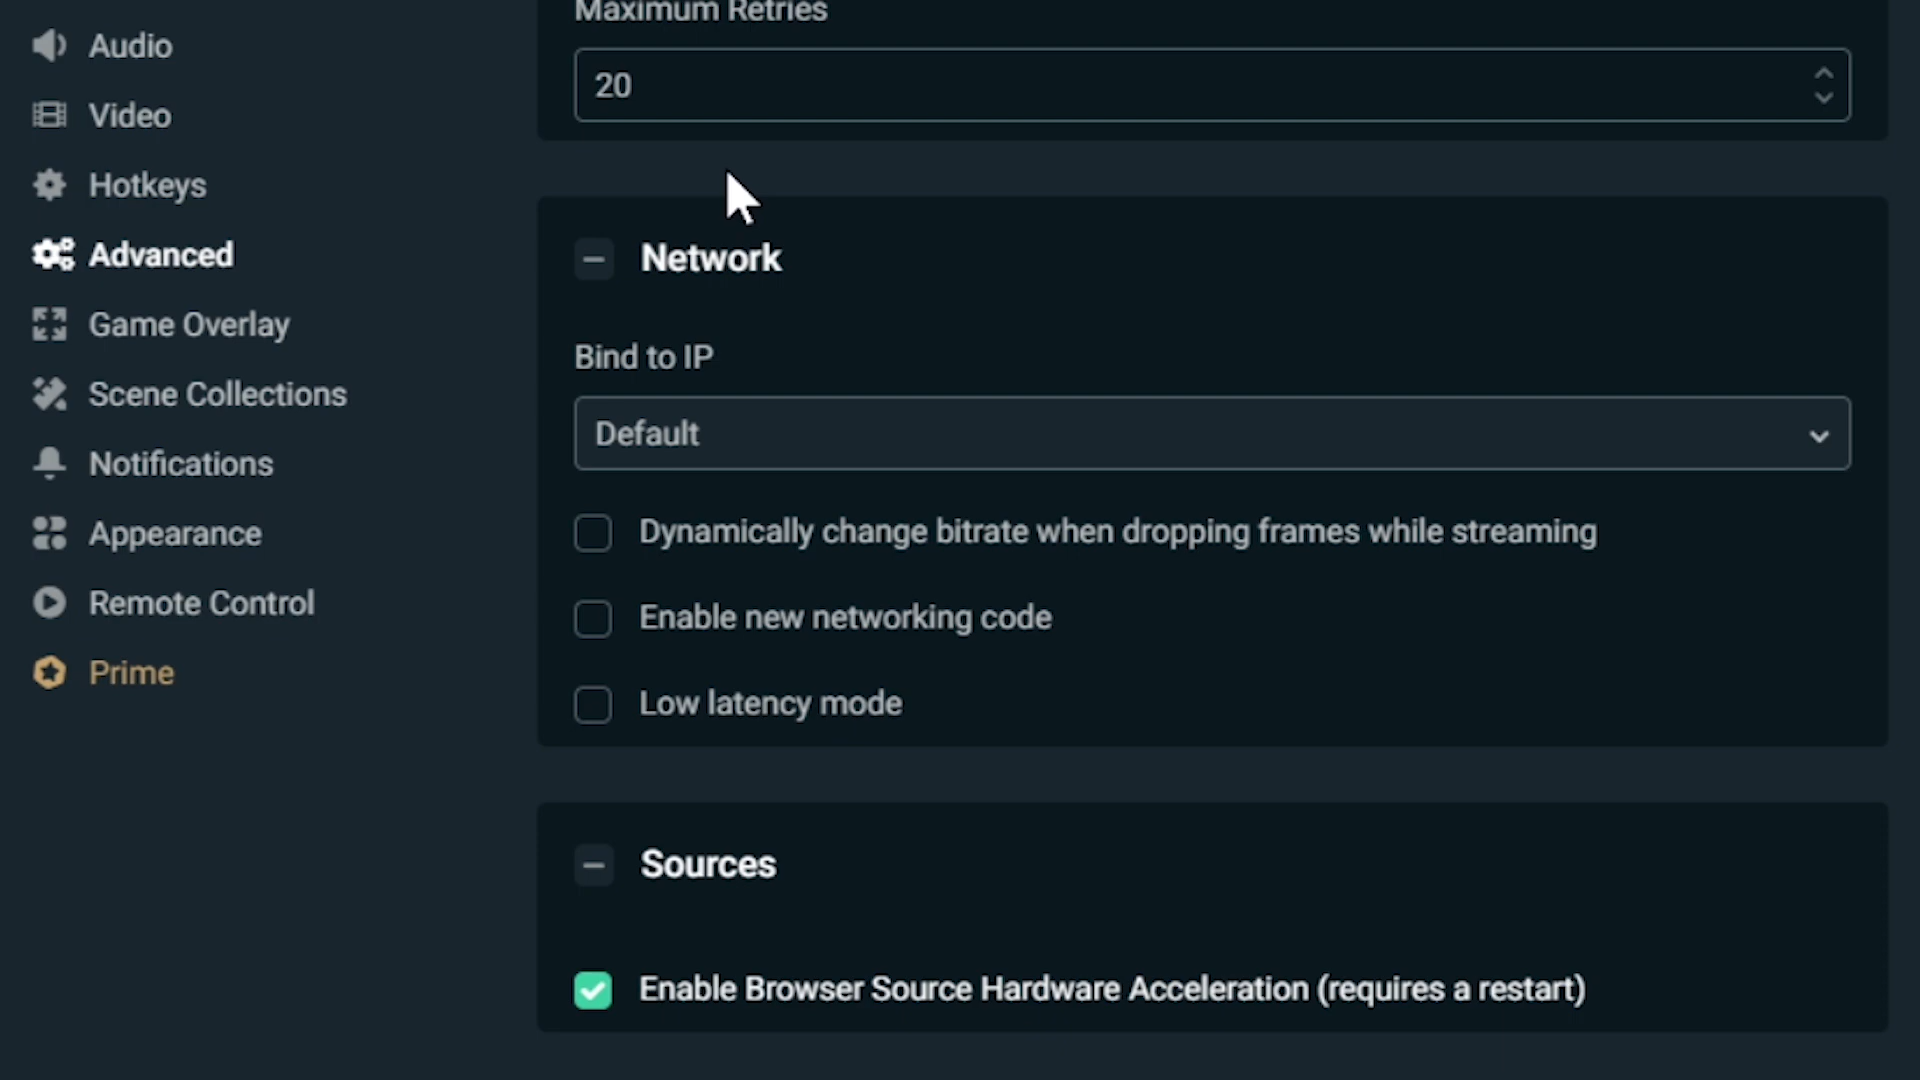 Audio
Video
Hotkeys
Advanced
Game Overlay
Scene Collections
Notifications
Appearance
Remote Control
Prime
Maximum Retries
20
Network
Bind to IP
Default
Dynamically change bitrate when dropping frames while streaming
Enable new networking code
Low latency mode
Sources
Enable Browser Source Hardware Acceleration (requires a restart)